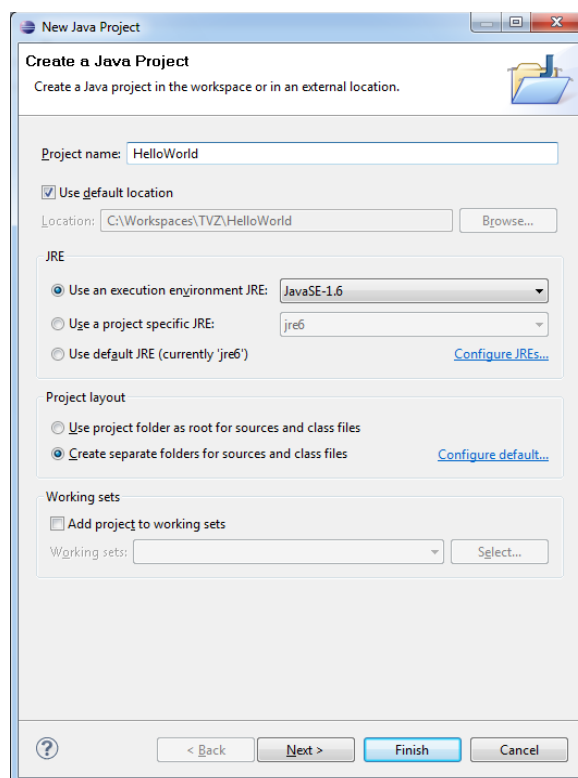 New Java Project
Create a Java Project
Create a Java project in the workspace or in an external location.
Project name: HelloWorld
Use default location
Location: C:\Workspaces\TVZ\HelloWorld Browse...
JRE
Use an execution environment JRE: JavaSE-1.6
Use a project specific JRE: jre6
Use default JRE (currently 'jre6') Configure JREs...
Project layout
Use project folder as root for sources and class files
Create separate folders for sources and class files Configure default...
Working sets
Add project to working sets
Working sets: Select...
? < Back Next > Finish Cancel